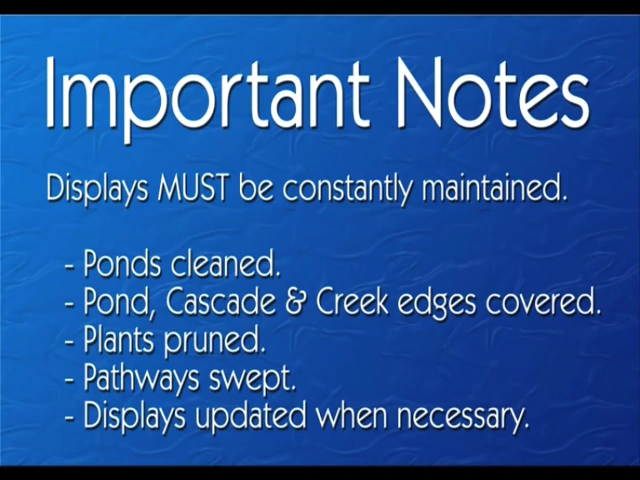 Important Notes
Displays MUST be constantly maintained.
- Ponds cleaned.
- Pond, Cascade & Creek edges covered.
- Plants pruned.
- Pathways swept.
- Displays updated when necessary.